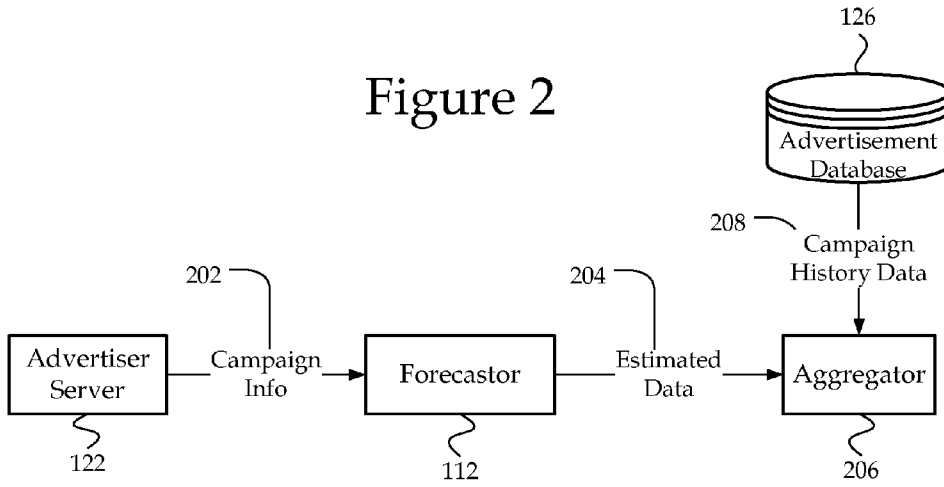 126
Figure 2
Advertisement
Database
208
Campaign
History Data
202
204
Advertiser
Server
Campaign
Info
Forecastor
Estimated
Data
Aggregator
122
112
206